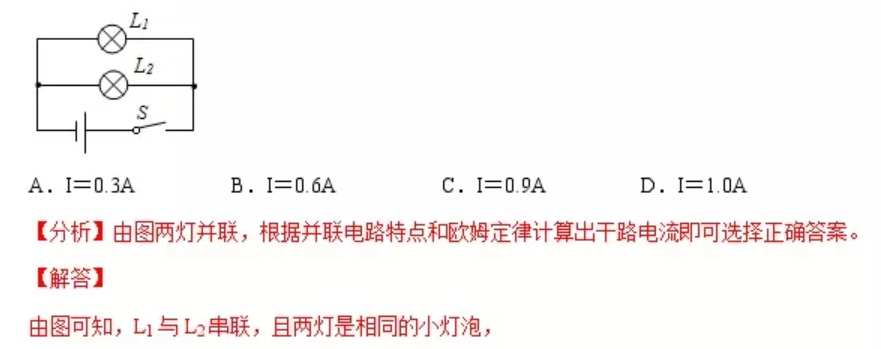 L₁
L₂
S
A．I＝0.3A B．I＝0.6A C．I＝0.9A D．I＝1.0A
【分析】由图两灯并联，根据并联电路特点和欧姆定律计算出干路电流即可选择正确答案。
【解答】
由图可知，L₁与L₂串联，且两灯是相同的小灯泡，